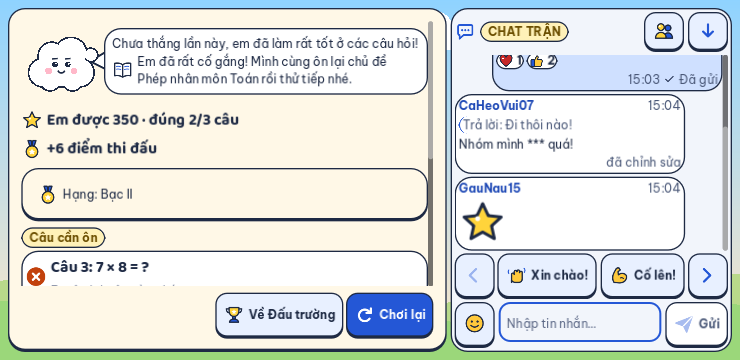 Chưa thắng lần này, em đã làm rất tốt ở các câu hỏi!
Em đã rất cố gắng! Mình cùng ôn lại chủ đề
Phép nhân môn Toán rồi thử tiếp nhé.
Em được 350 · đúng 2/3 câu
+6 điểm thi đấu
Hạng: Bạc II
Câu cần ôn
Câu 3: 7 × 8 = ?
Về Đấu trường
Chơi lại
CHAT TRẬN
1 2
15:03 ✓ Đã gửi
CaHeoVui07 15:04
Trả lời: Đi thôi nào!
Nhóm mình *** quá!
đã chỉnh sửa
GauNau15 15:04
Xin chào!
Cố lên!
Nhập tin nhắn...
Gửi